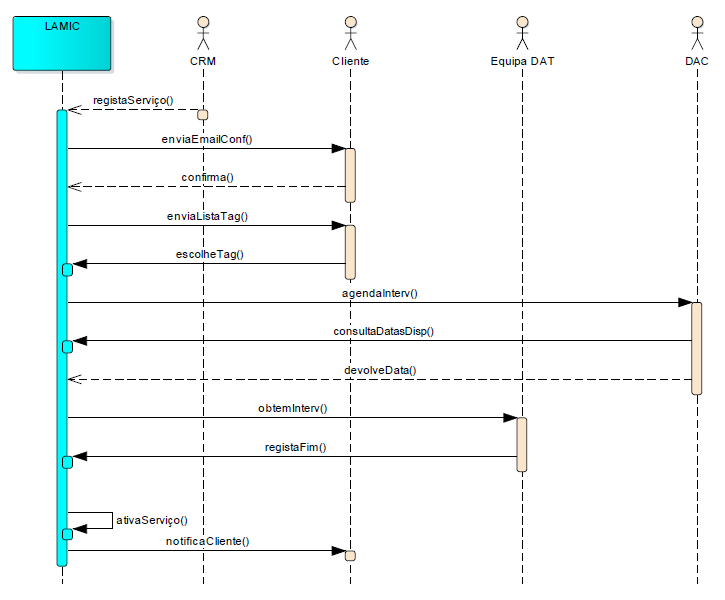 LAMIC
CRM
Cliente
Equipa DAT
DAC
registaServiço()
enviaEmailConf()
confirma()
enviaListaTag()
escolheTag()
agendaInterv()
consultaDatasDisp()
devolveData()
obtemInterv()
registaFim()
ativaServiço()
notificaCliente()